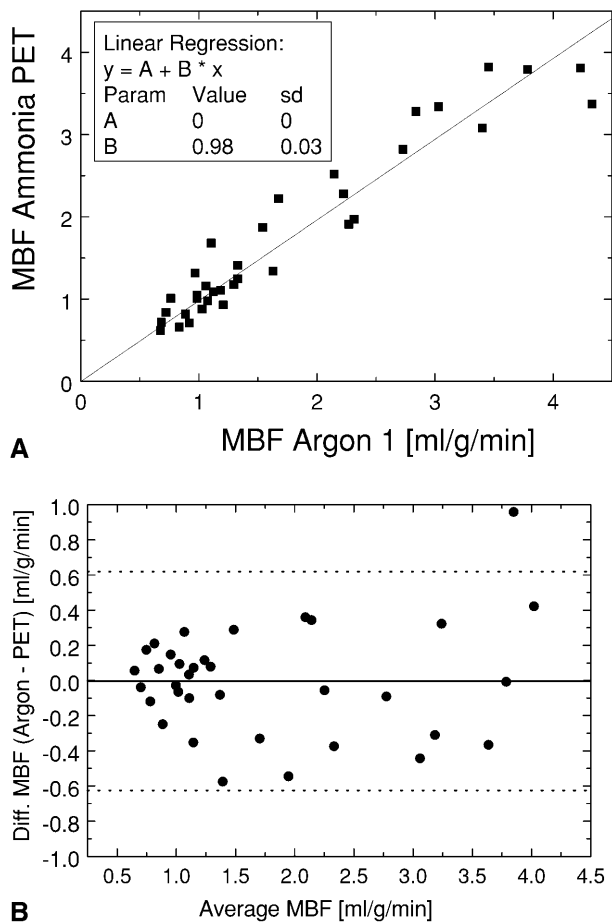 4
Linear Regression:
y = A + B * x
Param Value sd
A 0 0
B 0.98 0.03
3
2
1
0
MBF Ammonia PET
0 1 2 3 4
MBF Argon 1 [ml/g/min]
A
1.0
0.8
0.6
0.4
0.2
0.0
-0.2
-0.4
-0.6
-0.8
-1.0
Diff. MBF (Argon - PET) [ml/g/min]
0.5 1.0 1.5 2.0 2.5 3.0 3.5 4.0 4.5
Average MBF [ml/g/min]
B